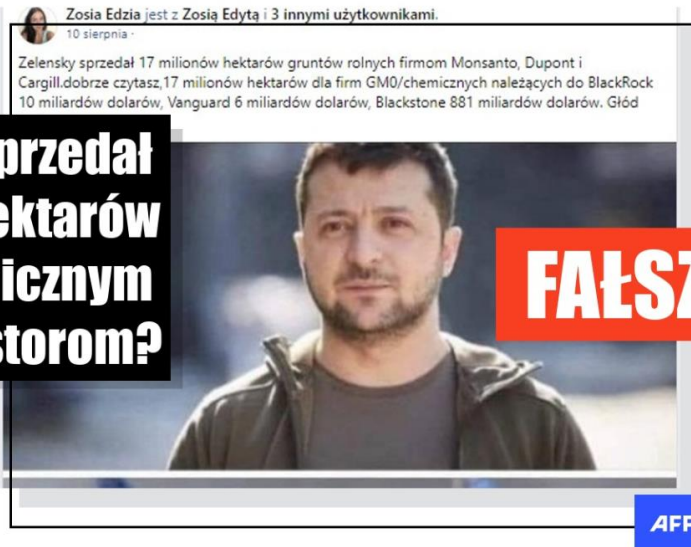 Zosia Edzia jest z Zosią Edytą i 3 innymi użytkownikami.
10 sierpnia ·
Zelensky sprzedał 17 milionów hektarów gruntów rolnych firmom Monsanto, Dupont i
Cargill.dobrze czytasz,17 milionów hektarów dla firm GM0/chemicznych należących do BlackRock
10 miliardów dolarów, Vanguard 6 miliardów dolarów, Blackstone 881 miliardów dolarów. Głód
przedał
ektarów
icznym
storom?
FAŁSZ
AFP